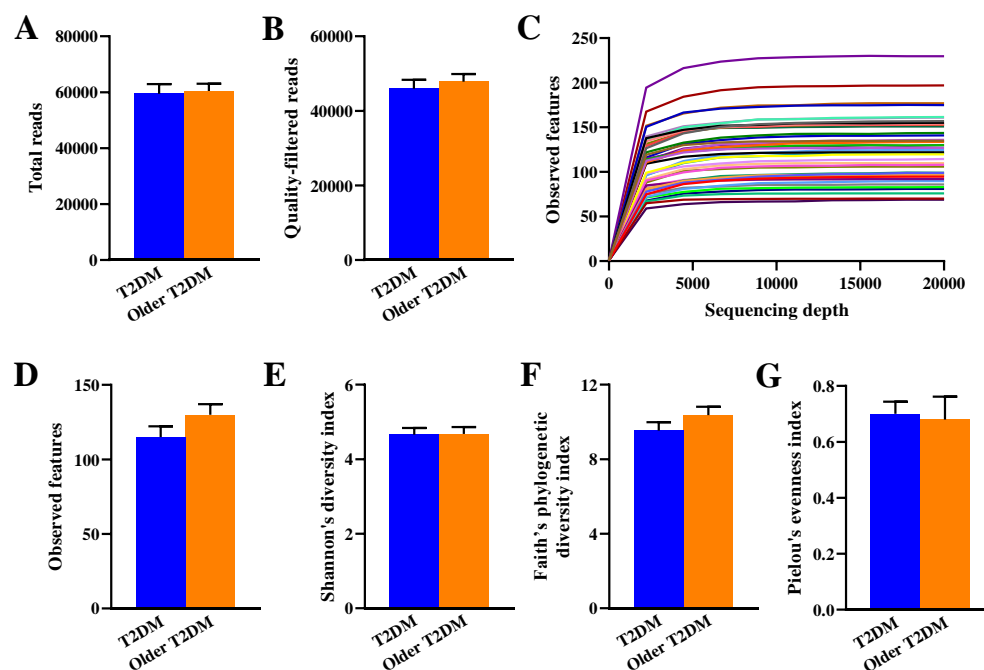 A
Total reads
80000
60000
40000
20000
0
T2DM
Older T2DM
B
Quality-filtered reads
60000
40000
20000
0
T2DM
Older T2DM
C
Observed features
250
200
150
100
50
0
0
5000
10000
15000
20000
Sequencing depth
D
Observed features
150
100
50
0
T2DM
Older T2DM
E
Shannon's diversity index
6
4
2
0
T2DM
Older T2DM
F
Faith’s phylogenetic
diversity index
12
10
8
6
4
2
0
T2DM
Older T2DM
G
Pielou's evenness index
0.8
0.6
0.4
0.2
0.0
T2DM
Older T2DM